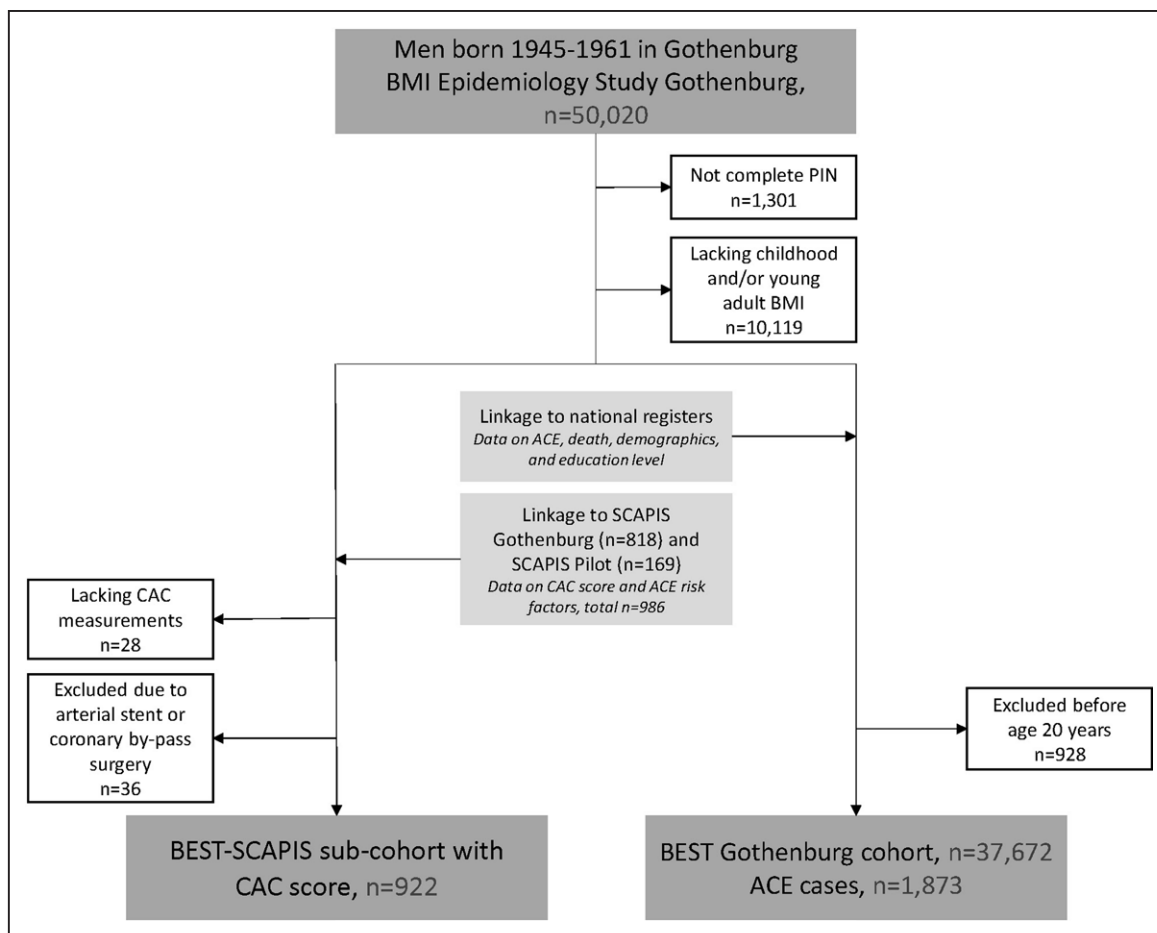 Men born 1945-1961 in Gothenburg
BMI Epidemiology Study Gothenburg,
n=50,020
Not complete PIN
n=1,301
Lacking childhood
and/or young
adult BMI
n=10,119
Linkage to national registers
Data on ACE, death, demographics,
and education level
Linkage to SCAPIS
Gothenburg (n=818) and
SCAPIS Pilot (n=169)
Data on CAC score and ACE risk
factors, total n=986
Lacking CAC
measurements
n=28
Excluded due to
arterial stent or
coronary by-pass
surgery
n=36
Excluded before
age 20 years
n=928
BEST-SCAPIS sub-cohort with
CAC score, n=922
BEST Gothenburg cohort, n=37,672
ACE cases, n=1,873